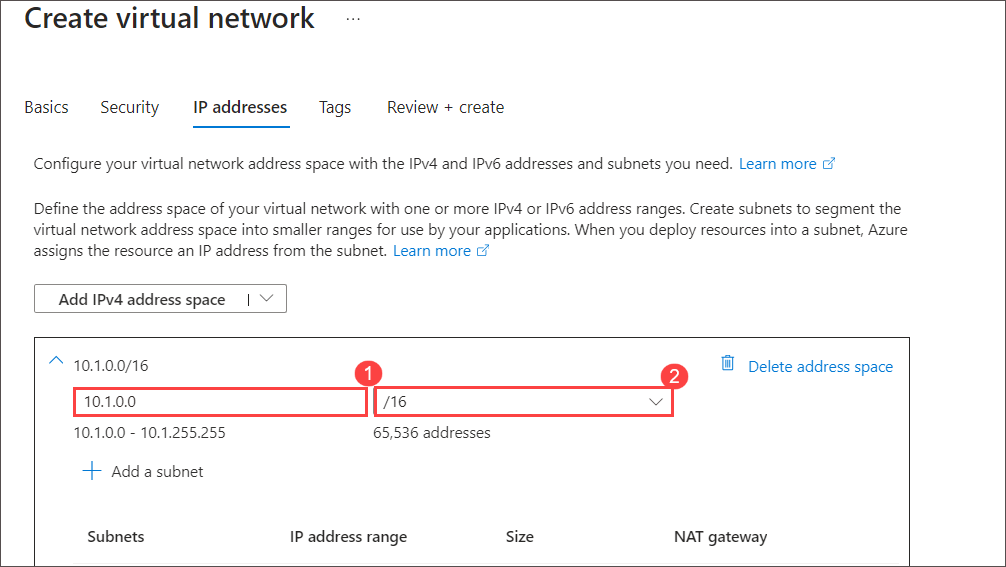 Create virtual network ...
Basics Security IP addresses Tags Review + create
Configure your virtual network address space with the IPv4 and IPv6 addresses and subnets you need. Learn more
Define the address space of your virtual network with one or more IPv4 or IPv6 address ranges. Create subnets to segment the
virtual network address space into smaller ranges for use by your applications. When you deploy resources into a subnet, Azure
assigns the resource an IP address from the subnet. Learn more
Add IPv4 address space
10.1.0.0/16 1 2 Delete address space
10.1.0.0 /16
10.1.0.0 - 10.1.255.255 65,536 addresses
Add a subnet
Subnets IP address range Size NAT gateway